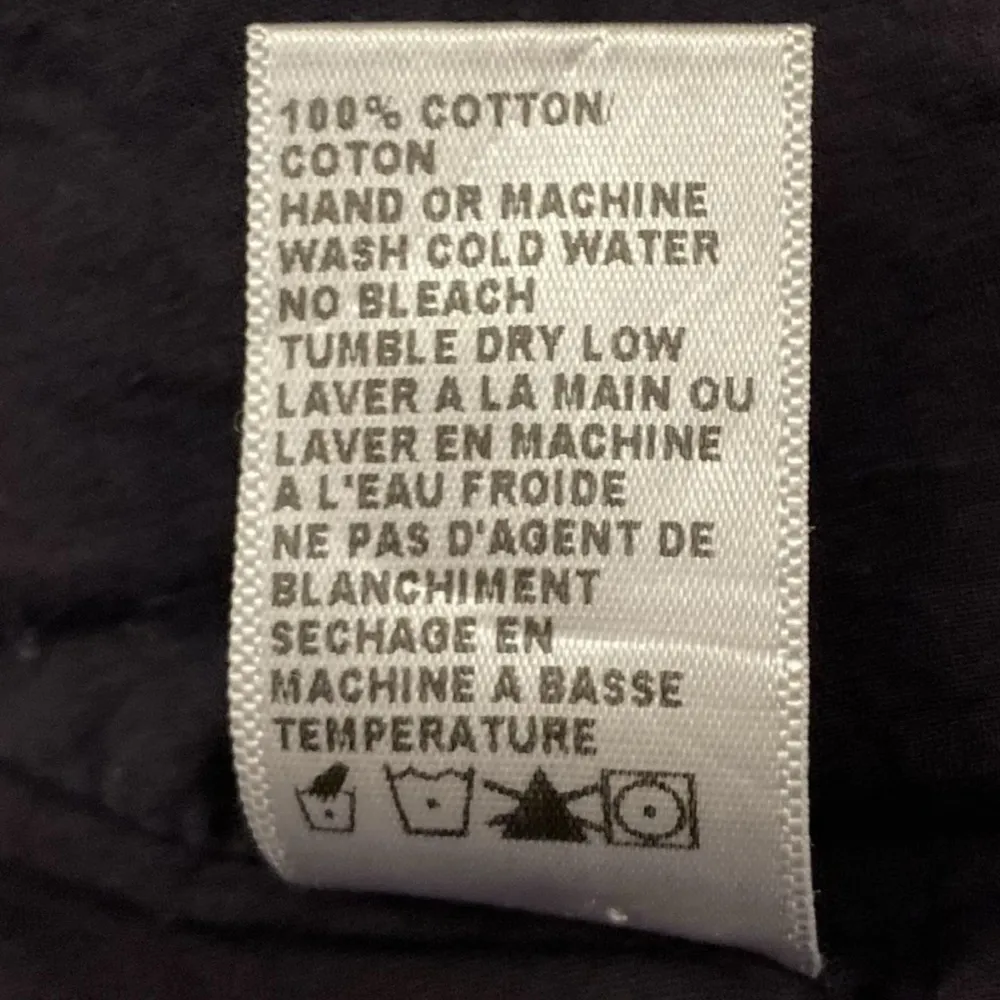 100% COTTON/
COTON
HAND OR MACHINE
WASH COLD WATER
NO BLEACH
TUMBLE DRY LOW
LAVER A LA MAIN OU
LAVER EN MACHINE
A L'EAU FROIDE
NE PAS D'AGENT DE
BLANCHIMENT
SECHAGE EN
MACHINE A BASSE
TEMPERATURE